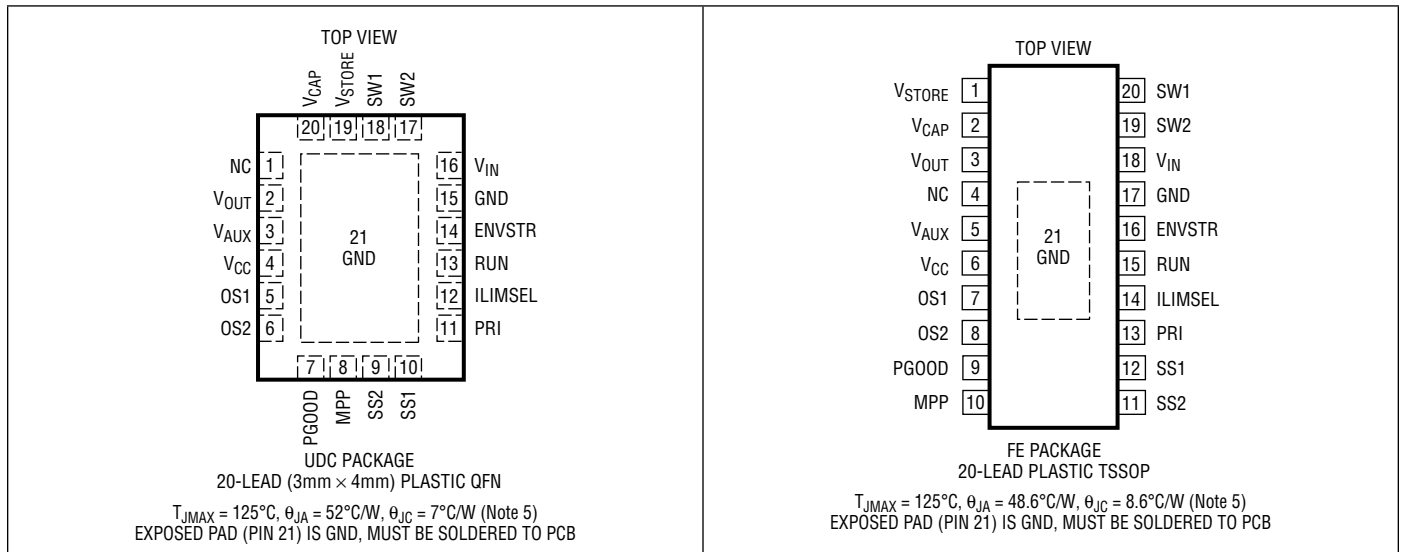 TOP VIEW
VCAP
VSTORE
SW1
SW2
20 19 18 17
NC 1
VOUT 2
VAUX 3
VCC 4
OS1 5
OS2 6
16 VIN
15 GND
14 ENVSTR
13 RUN
12 ILIMSEL
11 PRI
21
GND
7 8 9 10
PGOOD
MPP
SS2
SS1
UDC PACKAGE
20-LEAD (3mm × 4mm) PLASTIC QFN
TJMAX = 125°C, θJA = 52°C/W, θJC = 7°C/W (Note 5)
EXPOSED PAD (PIN 21) IS GND, MUST BE SOLDERED TO PCB
TOP VIEW
VSTORE 1
VCAP 2
VOUT 3
NC 4
VAUX 5
VCC 6
OS1 7
OS2 8
PGOOD 9
MPP 10
20 SW1
19 SW2
18 VIN
17 GND
16 ENVSTR
15 RUN
14 ILIMSEL
13 PRI
12 SS1
11 SS2
21
GND
FE PACKAGE
20-LEAD PLASTIC TSSOP
TJMAX = 125°C, θJA = 48.6°C/W, θJC = 8.6°C/W (Note 5)
EXPOSED PAD (PIN 21) IS GND, MUST BE SOLDERED TO PCB